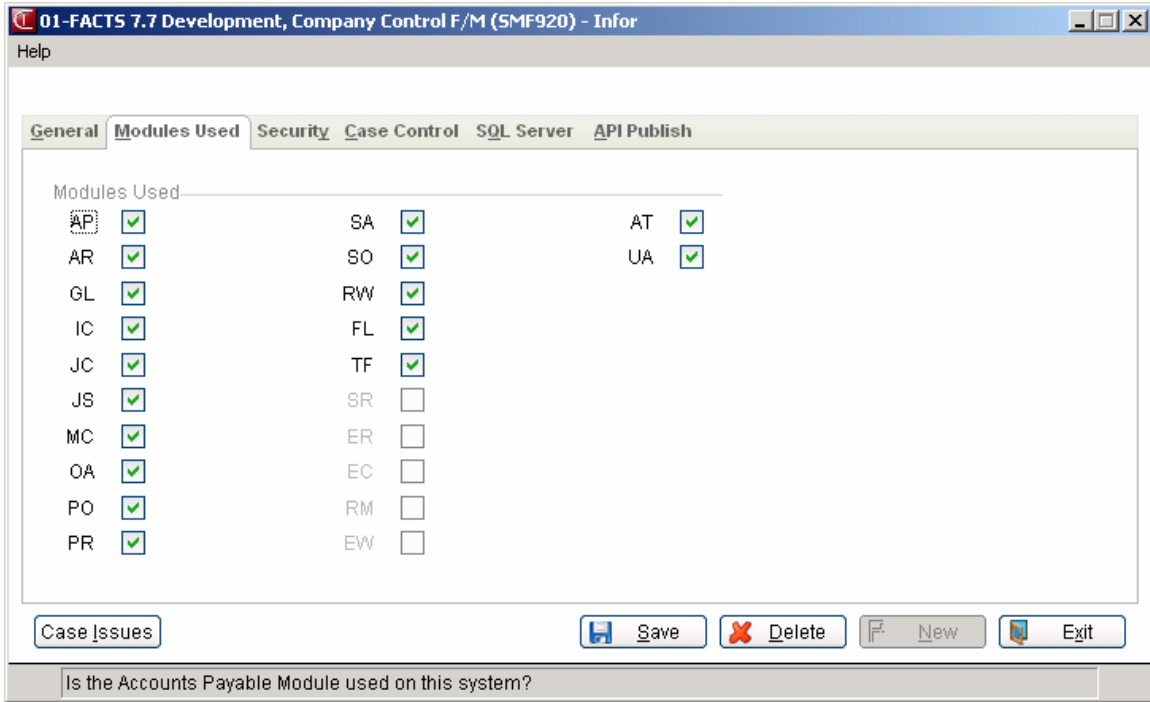 01-FACTS 7.7 Development, Company Control F/M (SMF920) - Infor
Help
General Modules Used Security Case Control SQL Server API Publish
Modules Used
AP SA AT
AR SO UA
GL RW
IC FL
JC TF
JS SR
MC ER
OA EC
PO RM
PR EW
Case Issues Save Delete New Exit
Is the Accounts Payable Module used on this system?